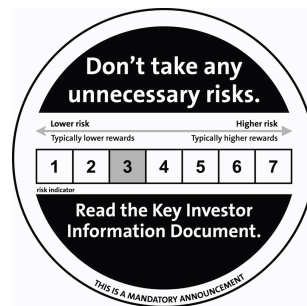 Don't take any
unnecessary risks.
Lower risk Higher risk
Typically lower rewards Typically higher rewards
1 2 3 4 5 6 7
risk indicator
Read the Key Investor
Information Document.
THIS IS A MANDATORY ANNOUNCEMENT